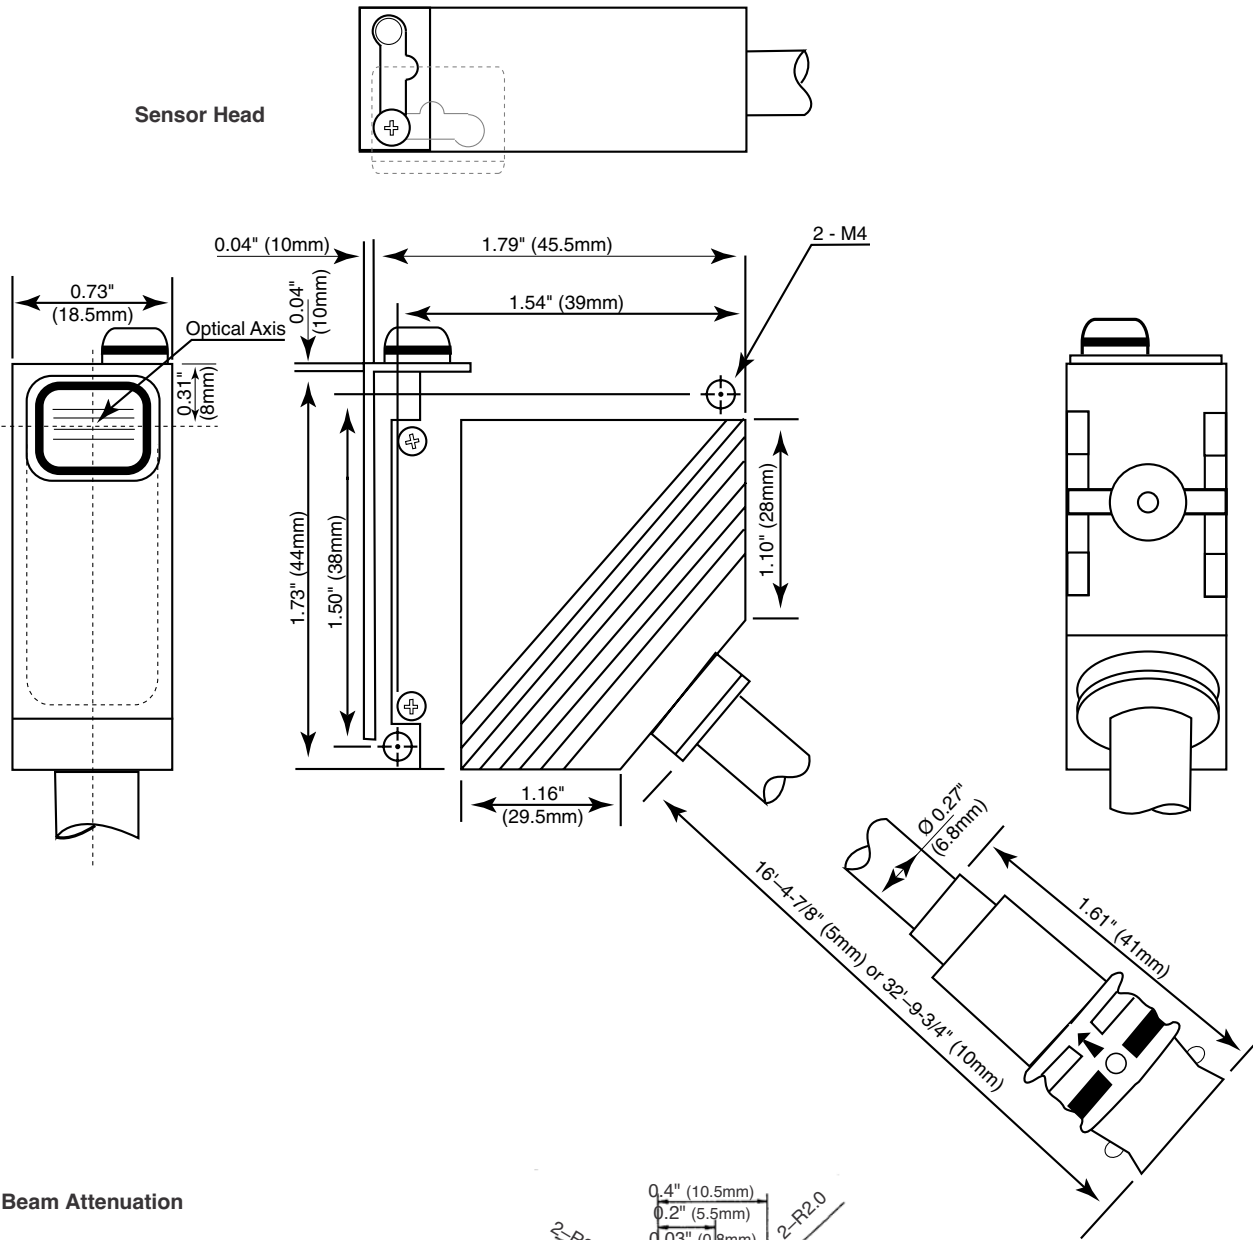 Sensor Head
0.04" (10mm)
1.79" (45.5mm)
2 - M4
0.73"
(18.5mm)
0.04"
(10mm)
1.54" (39mm)
Optical Axis
0.31"
(8mm)
1.73" (44mm)
1.50" (38mm)
1.10" (28mm)
1.16"
(29.5mm)
Ø 0.27"
(6.8mm)
16'–4-7/8" (5mm) or 32'–9-3/4" (10mm)
1.61" (41mm)
Beam Attenuation
0.4" (10.5mm)
0.2" (5.5mm)
0.03" (0.8mm)
2–R2.0